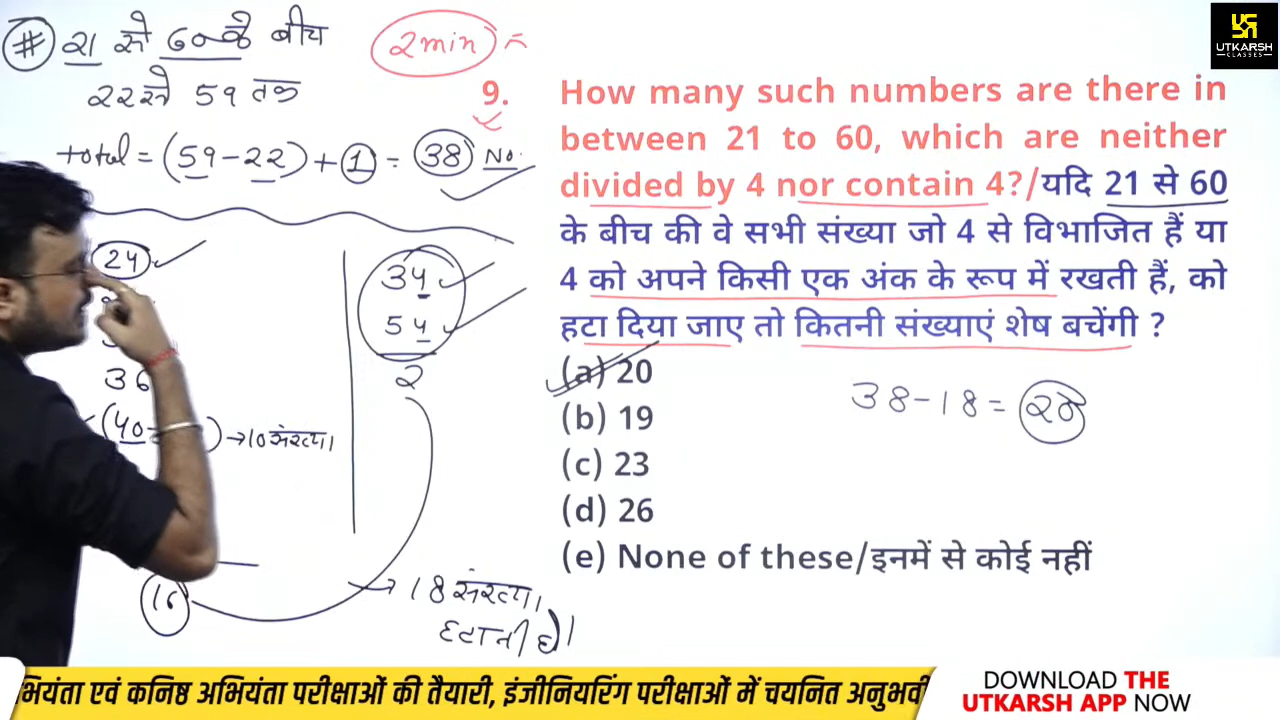 # 21 से 60 के बीच
22 से 59 तक
total = (59-22) + 1 = 38 No.
2 min =
UTKARSH
CLASSES
9. How many such numbers are there in
between 21 to 60, which are neither
divided by 4 nor contain 4?/यदि 21 से 60
के बीच की वे सभी संख्या जो 4 से विभाजित हैं या
4 को अपने किसी एक अंक के रूप में रखती हैं, को
हटा दिया जाए तो कितनी संख्याएं शेष बचेंगी ?
(a) 20
(b) 19
(c) 23
(d) 26
(e) None of these/इनमें से कोई नहीं
38-18 = 20
24
36
(40
→10 संख्या
16
34
54
2
→ 18 संख्या
हटानी है।
भियंता एवं कनिष्ठ अभियंता परीक्षाओं की तैयारी, इंजीनियरिंग परीक्षाओं में चयनित अनुभवी
DOWNLOAD THE
UTKARSH APP NOW